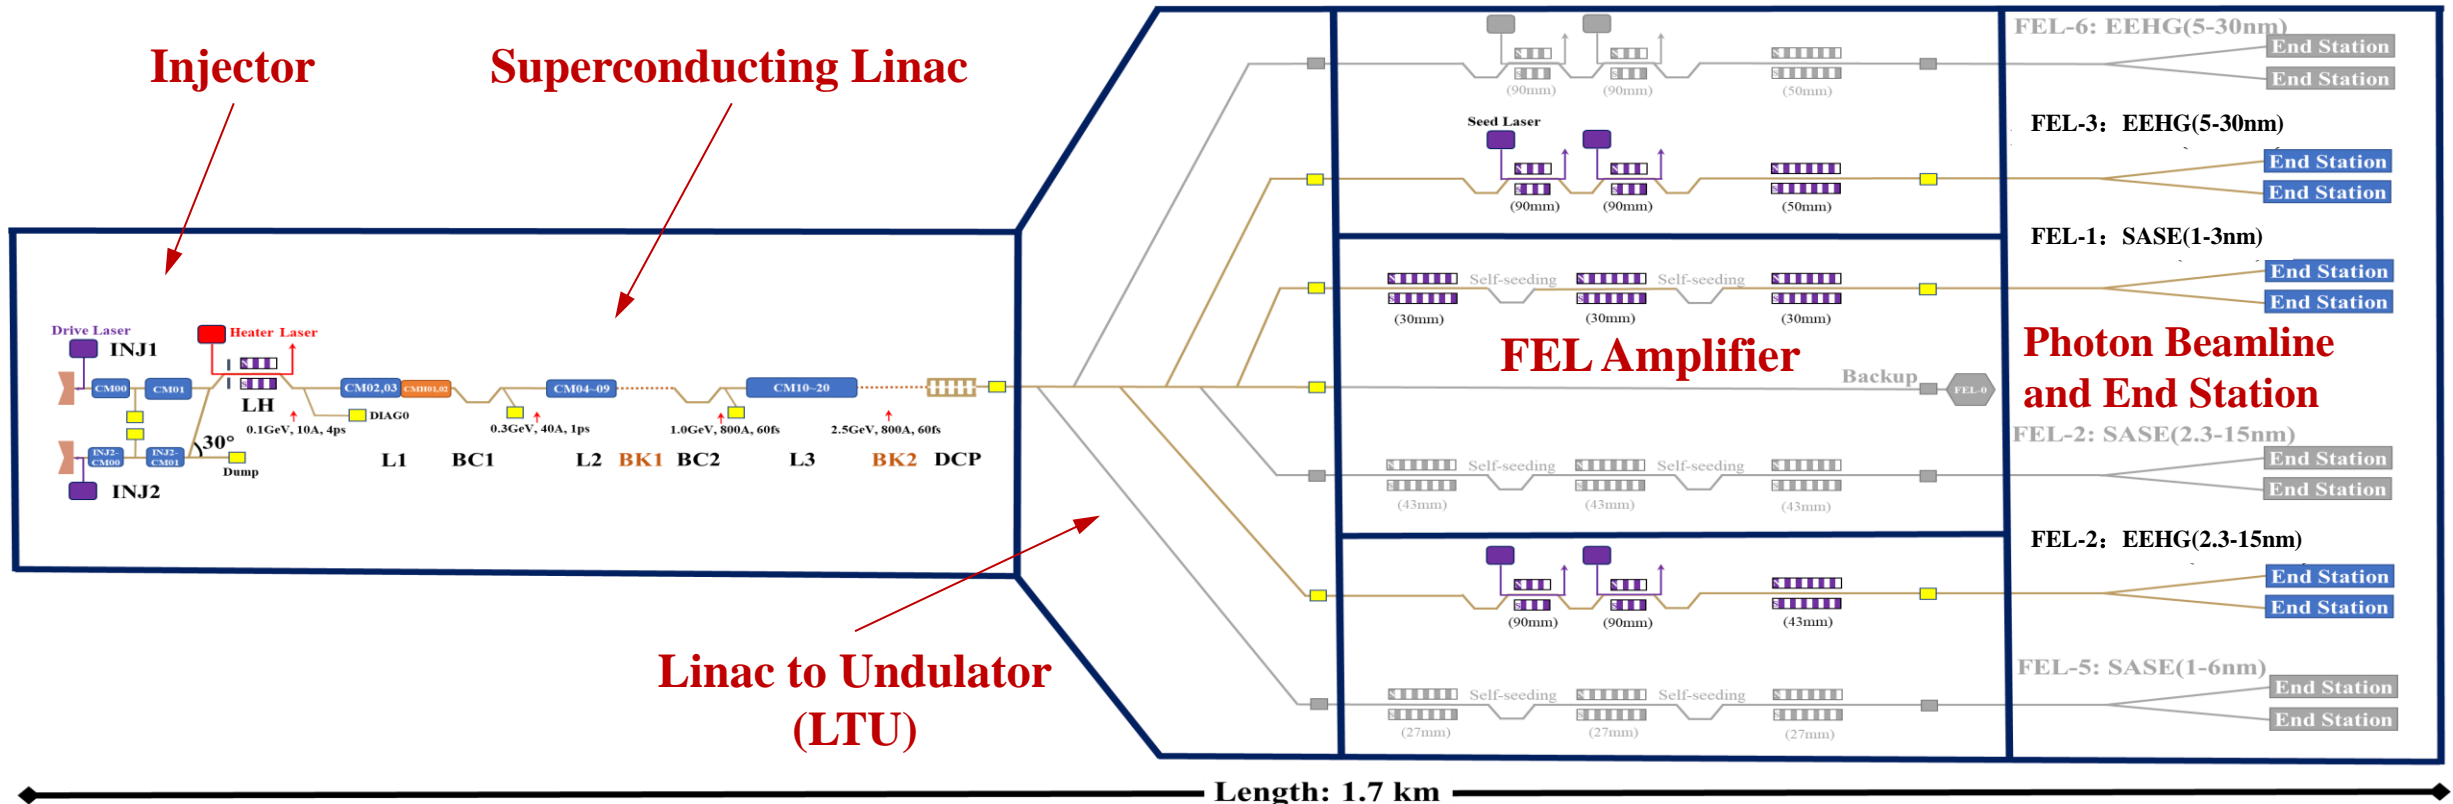 Injector
Superconducting Linac
Drive Laser
INJ1
Heater Laser
CM00
CM01
LH
0.1GeV, 10A, 4ps
DIAG0
CM02,03
CMH01,02
CM04~09
CM10~20
0.3GeV, 40A, 1ps
1.0GeV, 800A, 60fs
2.5GeV, 800A, 60fs
INJ2-
CM00
INJ2-
CM01
30°
Dump
INJ2
L1
BC1
L2
BK1
BC2
L3
BK2
DCP
Linac to Undulator
(LTU)
(90mm)
(90mm)
(50mm)
FEL-6: EEHG(5-30nm)
End Station
End Station
Seed Laser
(90mm)
(90mm)
(50mm)
FEL-3：EEHG(5-30nm)
End Station
End Station
Self-seeding
Self-seeding
(30mm)
(30mm)
(30mm)
FEL-1：SASE(1-3nm)
End Station
End Station
FEL Amplifier
Photon Beamline
and End Station
Backup
FEL-0
Self-seeding
Self-seeding
(43mm)
(43mm)
(43mm)
FEL-2: SASE(2.3-15nm)
End Station
End Station
(90mm)
(90mm)
(43mm)
FEL-2：EEHG(2.3-15nm)
End Station
End Station
Self-seeding
Self-seeding
(27mm)
(27mm)
(27mm)
FEL-5: SASE(1-6nm)
End Station
End Station
Length: 1.7 km